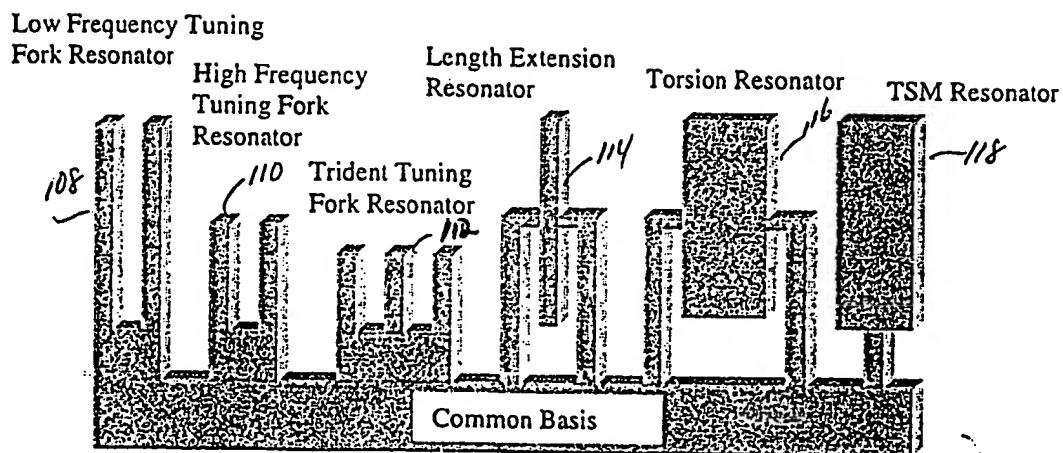 Low Frequency Tuning
Fork Resonator
High Frequency
Tuning Fork
Resonator
Trident Tuning
Fork Resonator
Length Extension
Resonator
Torsion Resonator
TSM Resonator
108
110
112
114
116
118
Common Basis